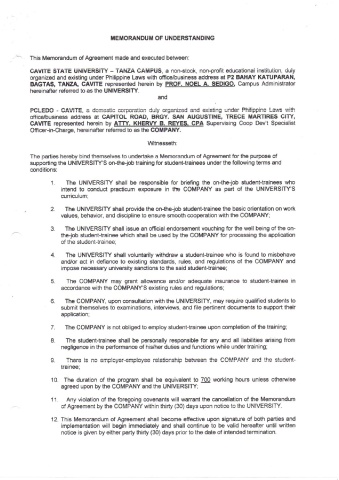 MEMORANDUM OF UNDERSTANDING
This Memorandum of Agreement made and executed between:
CAVITE STATE UNIVERSITY – TANZA CAMPUS, a non-stock, non-profit educational institution, duly
organized and existing under Philippine Laws with office/business address at P2 BAHAY KATUPARAN,
BAGTAS, TANZA, CAVITE represented herein by PROF. NOEL A. SEDIGO, Campus Administrator
hereinafter referred to as the UNIVERSITY.
and
PCLEDO - CAVITE, a domestic corporation duly organized and existing under Philippine Laws with
office/business address at CAPITOL ROAD, BRGY. SAN AUGUSTINE, TRECE MARTIRES CITY,
CAVITE represented herein by ATTY. KHERVY B. REYES, CPA Supervising Coop Dev't Specialist
Officer-in-Charge, hereinafter referred to as the COMPANY.
Witnesseth:
The parties hereby bind themselves to undertake a Memorandum of Agreement for the purpose of
supporting the UNIVERSITY'S on-the-job training for student-trainees under the following terms and
conditions:
1. The UNIVERSITY shall be responsible for briefing the on-the-job student-trainees who
intend to conduct practicum exposure in the COMPANY as part of the UNIVERSITY'S
curriculum;
2. The UNIVERSITY shall provide the on-the-job student-trainee the basic orientation on work
values, behavior, and discipline to ensure smooth cooperation with the COMPANY;
3. The UNIVERSITY shall issue an official endorsement vouching for the well being of the on-
the-job student-trainee which shall be used by the COMPANY for processing the application
of the student-trainee;
4. The UNIVERSITY shall voluntarily withdraw a student-trainee who is found to misbehave
and/or act in defiance to existing standards, rules, and regulations of the COMPANY and
impose necessary university sanctions to the said student-trainee;
5. The COMPANY may grant allowance and/or adequate insurance to student-trainee in
accordance with the COMPANY'S existing rules and regulations;
6. The COMPANY, upon consultation with the UNIVERSITY, may require qualified students to
submit themselves to examinations, interviews, and file pertinent documents to support their
application;
7. The COMPANY is not obliged to employ student-trainee upon completion of the training;
8. The student-trainee shall be personally responsible for any and all liabilities arising from
negligence in the performance of his/her duties and functions while under training;
9. There is no employer-employee relationship between the COMPANY and the student-
trainee;
10. The duration of the program shall be equivalent to 700 working hours unless otherwise
agreed upon by the COMPANY and the UNIVERSITY;
11. Any violation of the foregoing covenants will warrant the cancellation of the Memorandum
of Agreement by the COMPANY within thirty (30) days upon notice to the UNIVERSITY.
12. This Memorandum of Agreement shall become effective upon signature of both parties and
implementation will begin immediately and shall continue to be valid hereafter until written
notice is given by either party thirty (30) days prior to the date of intended termination.